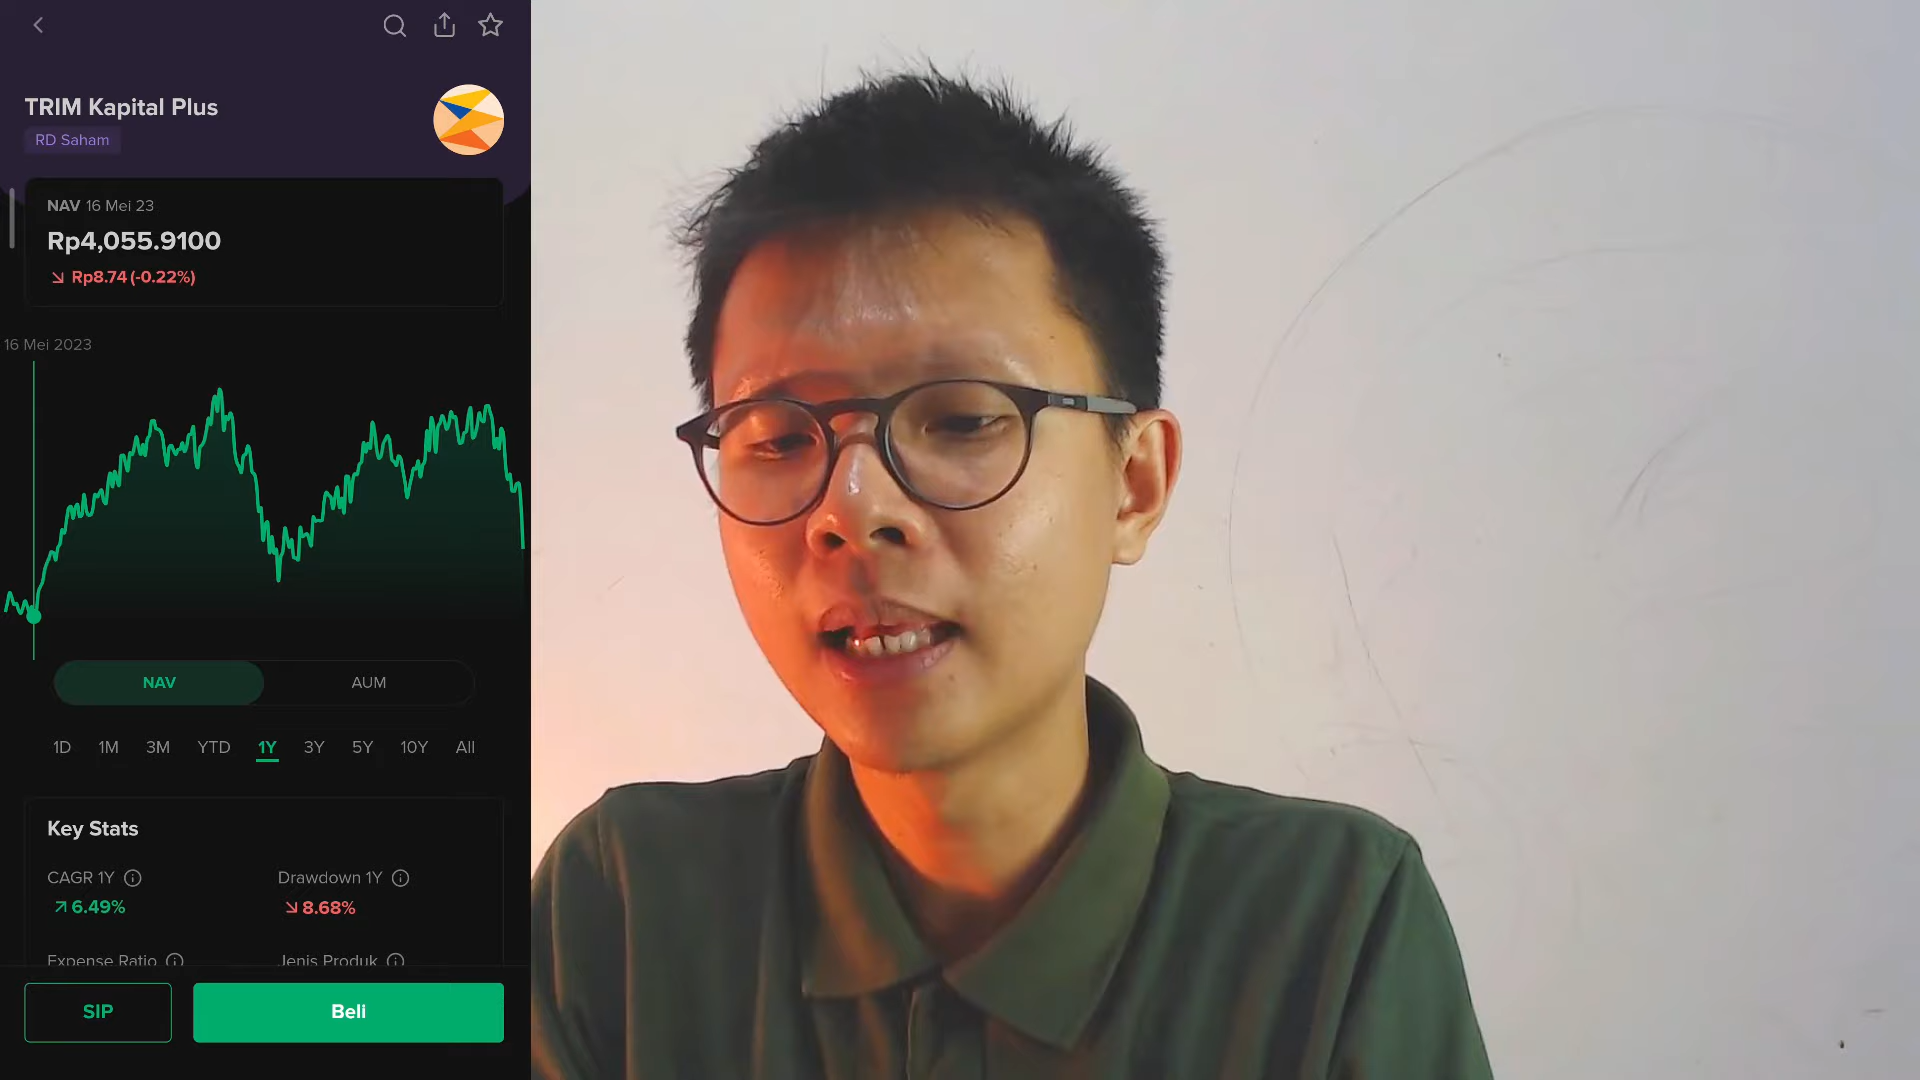 TRIM Kapital Plus
RD Saham
NAV 16 Mei 23
Rp4,055.9100
Rp8.74 (-0.22%)
16 Mei 2023
NAV AUM
1D 1M 3M YTD 1Y 3Y 5Y 10Y All
Key Stats
CAGR 1Y Drawdown 1Y
6.49% 8.68%
Expense Ratio Jenis Produk
SIP Beli